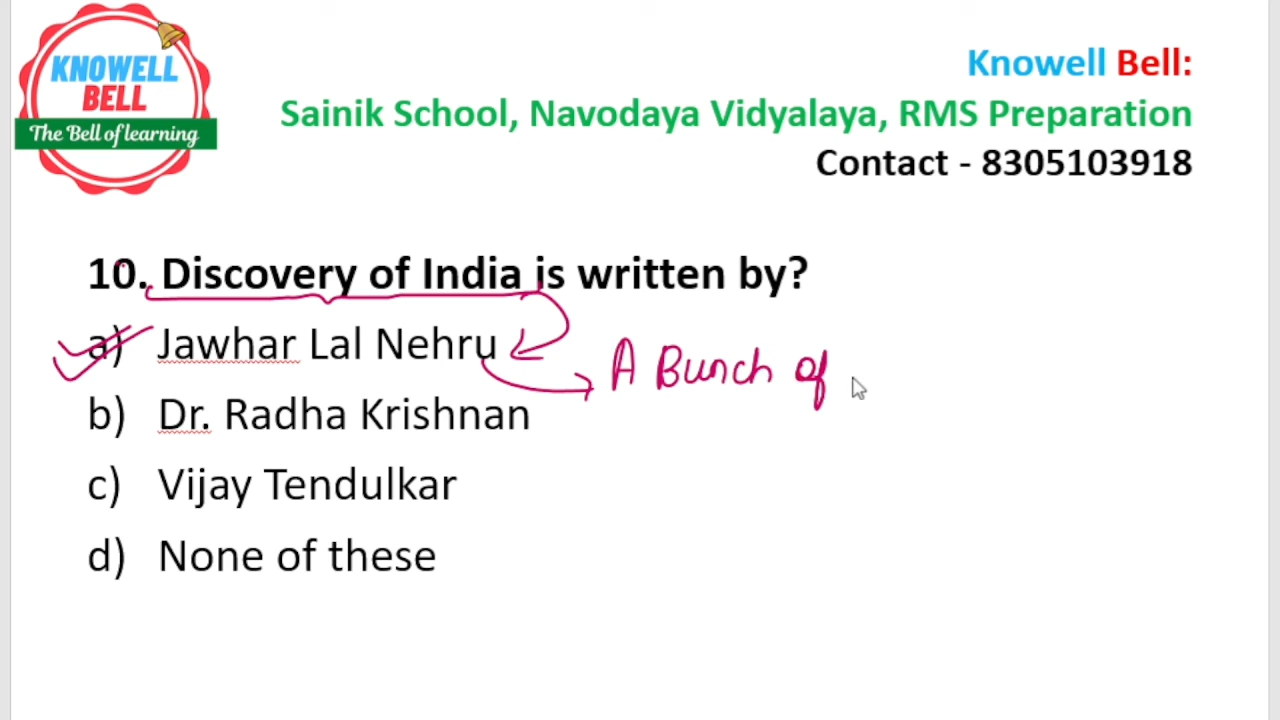 KNOWELL
BELL
The Bell of learning
Knowell Bell:
Sainik School, Navodaya Vidyalaya, RMS Preparation
Contact - 8305103918
10. Discovery of India is written by?
a) Jawhar Lal Nehru
A Bunch of
b) Dr. Radha Krishnan
c) Vijay Tendulkar
d) None of these